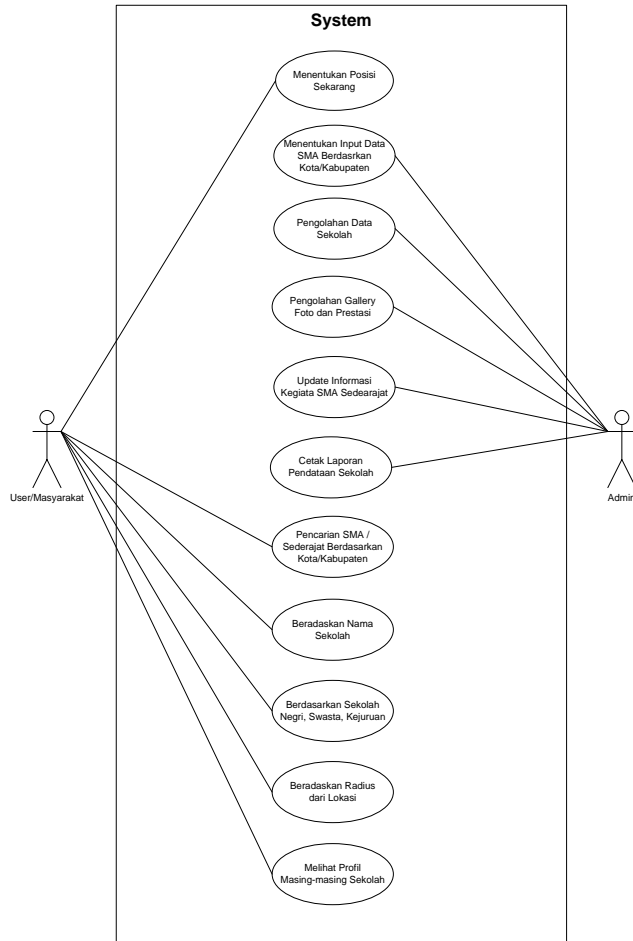 System
Menentukan Posisi
Sekarang
Menentukan Input Data
SMA Berdasrkan
Kota/Kabupaten
Pengolahan Data
Sekolah
Pengolahan Gallery
Foto dan Prestasi
Update Informasi
Kegiata SMA Sedearajat
Cetak Laporan
Pendataan Sekolah
User/Masyarakat
Admin
Pencarian SMA /
Sederajat Berdasarkan
Kota/Kabupaten
Beradaskan Nama
Sekolah
Berdasarkan Sekolah
Negri, Swasta, Kejuruan
Beradaskan Radius
dari Lokasi
Melihat Profil
Masing-masing Sekolah